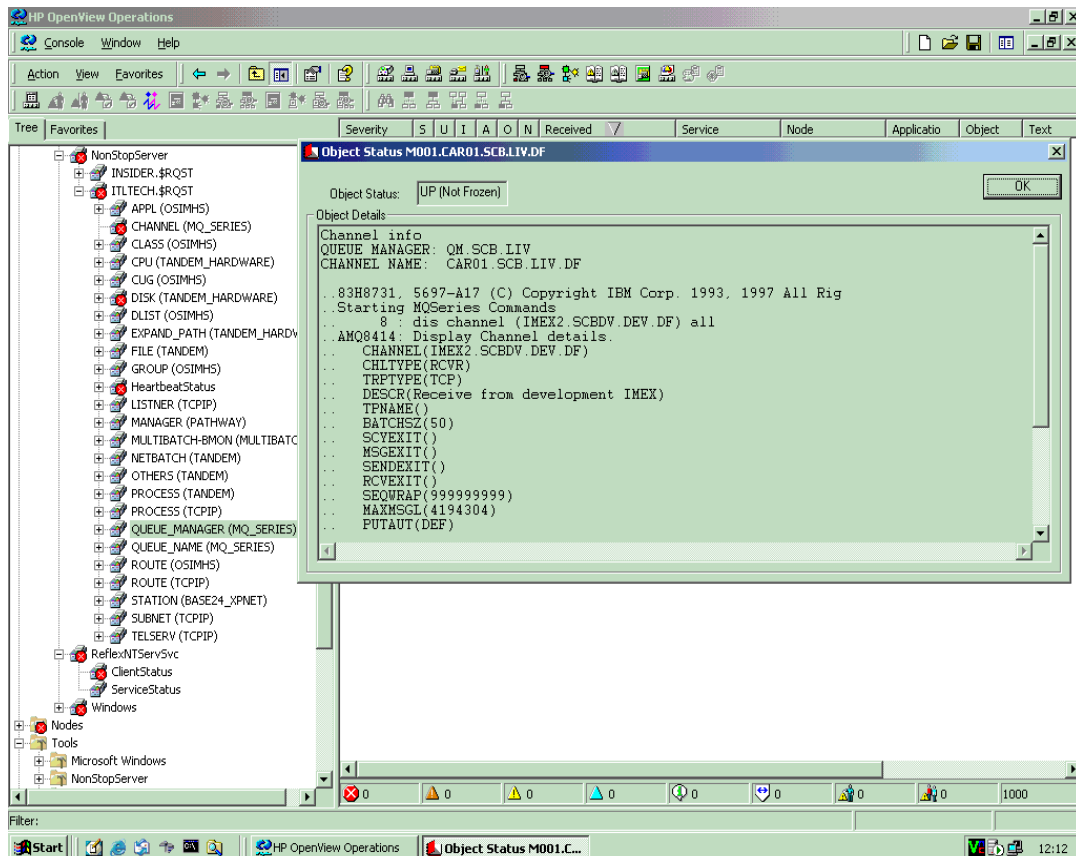 HP OpenView Operations
Console Window Help
Action View Favorites
Tree Favorites
Severity S U I A O N Received Service Node Applicatio Object Text
NonStopServer
INSIDER.$RQST
ITLTECH.$RQST
APPL (OSIMHS)
CHANNEL (MQ_SERIES)
CLASS (OSIMHS)
CPU (TANDEM_HARDWARE)
CUG (OSIMHS)
DISK (TANDEM_HARDWARE)
DLIST (OSIMHS)
EXPAND_PATH (TANDEM_HARDW
FILE (TANDEM)
GROUP (OSIMHS)
HeartbeatStatus
LISTNER (TCPIP)
MANAGER (PATHWAY)
MULTIBATCH-BMON (MULTIBATC
NETBATCH (TANDEM)
OTHERS (TANDEM)
PROCESS (TANDEM)
PROCESS (TCPIP)
QUEUE_MANAGER (MQ_SERIES)
QUEUE_NAME (MQ_SERIES)
ROUTE (OSIMHS)
ROUTE (TCPIP)
STATION (BASE24_XPNET)
SUBNET (TCPIP)
TELSERV (TCPIP)
ReflexNTServSvc
ClientStatus
ServiceStatus
Windows
Nodes
Tools
Microsoft Windows
NonStopServer
Object Status M001.CAR01.SCB.LIV.DF
Object Status: UP (Not Frozen)
OK
Object Details
Channel info
QUEUE MANAGER: QM.SCB.LIV
CHANNEL NAME: CAR01.SCB.LIV.DF
..83H8731, 5697-A17 (C) Copyright IBM Corp. 1993, 1997 All Rig
..Starting MQSeries Commands
.. 8 : dis channel (IMEX2.SCBDV.DEV.DF) all
..AMQ8414: Display Channel details.
.. CHANNEL(IMEX2.SCBDV.DEV.DF)
.. CHLTYPE(RCVR)
.. TRPTYPE(TCP)
.. DESCR(Receive from development IMEX)
.. TPNAME()
.. BATCHSZ(50)
.. SCYEXIT()
.. MSGEXIT()
.. SENDEXIT()
.. RCVEXIT()
.. SEQWRAP(999999999)
.. MAXMSGL(4194304)
.. PUTAUT(DEF)
0 0 0 0 0 0 0 0 1000
Filter:
Start HP OpenView Operations Object Status M001.C... 12:12